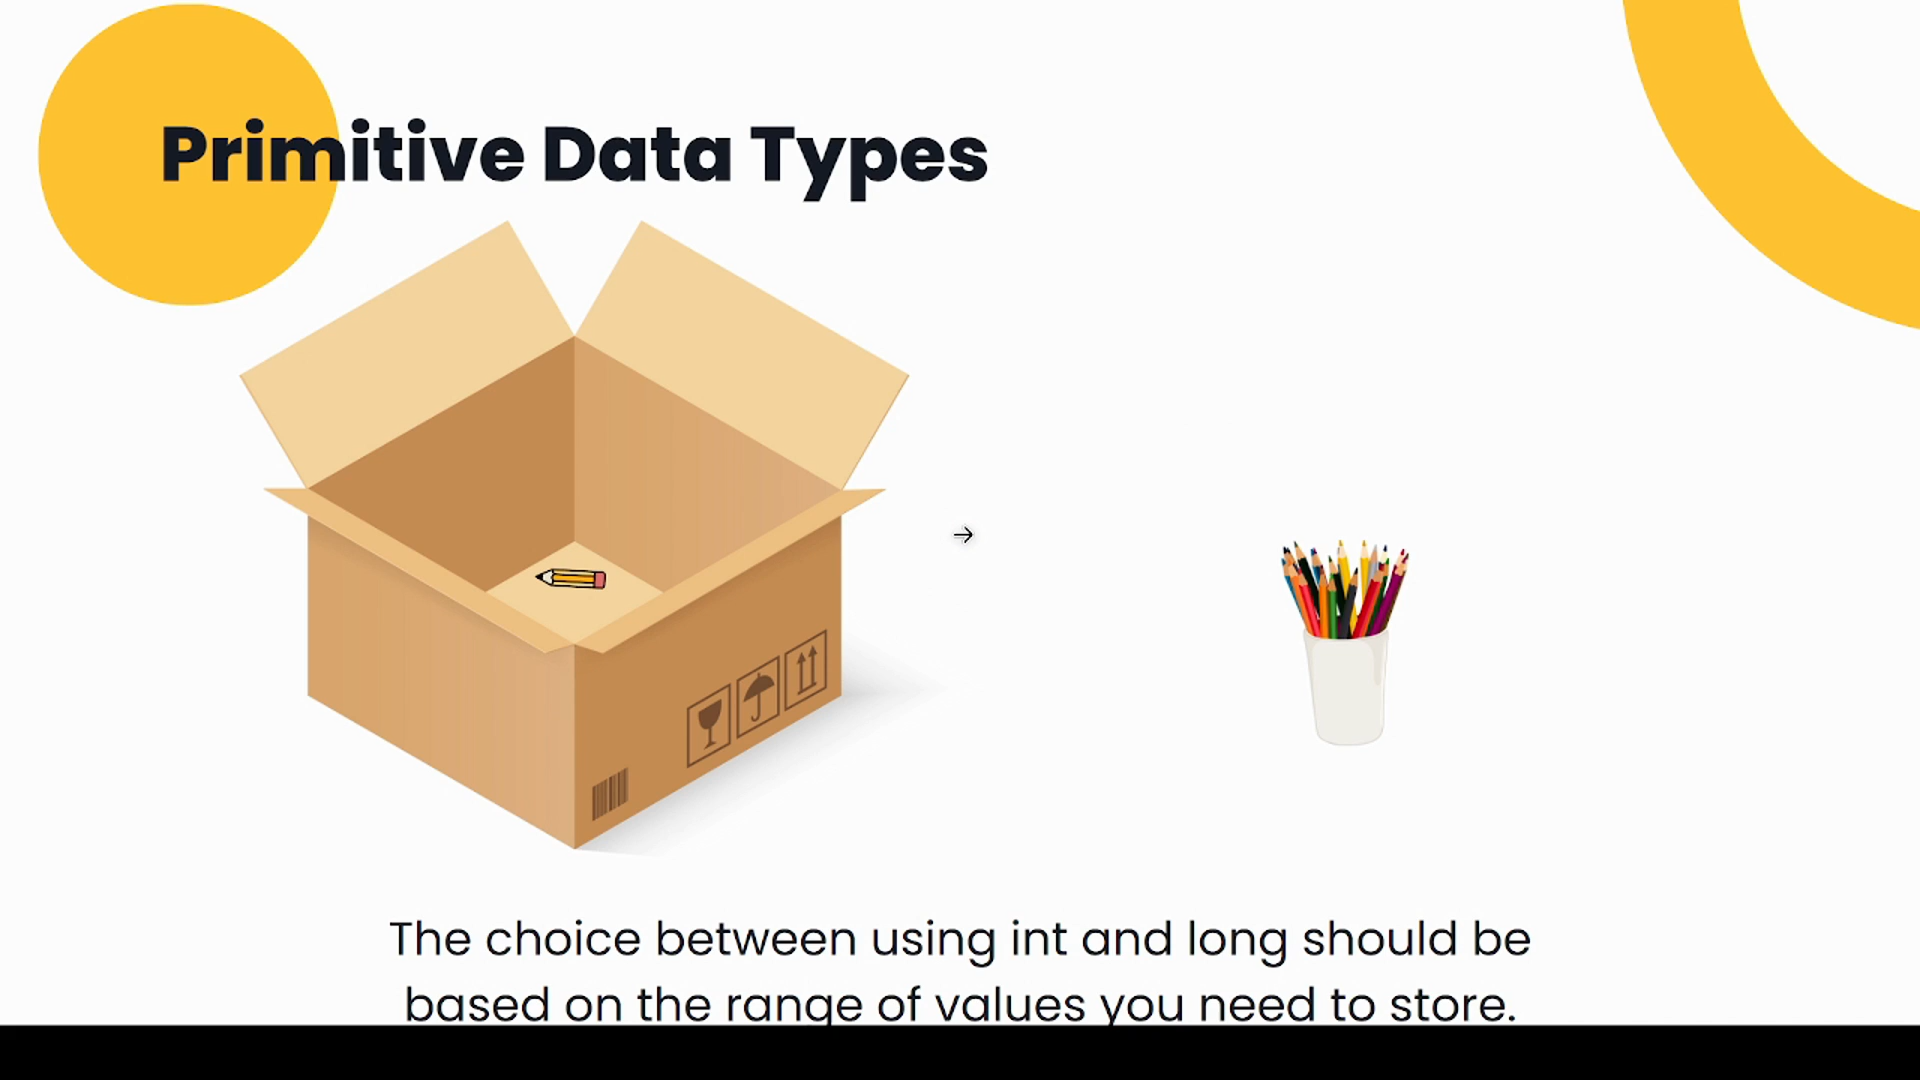 Primitive Data Types
The choice between using int and long should be
based on the range of values you need to store.